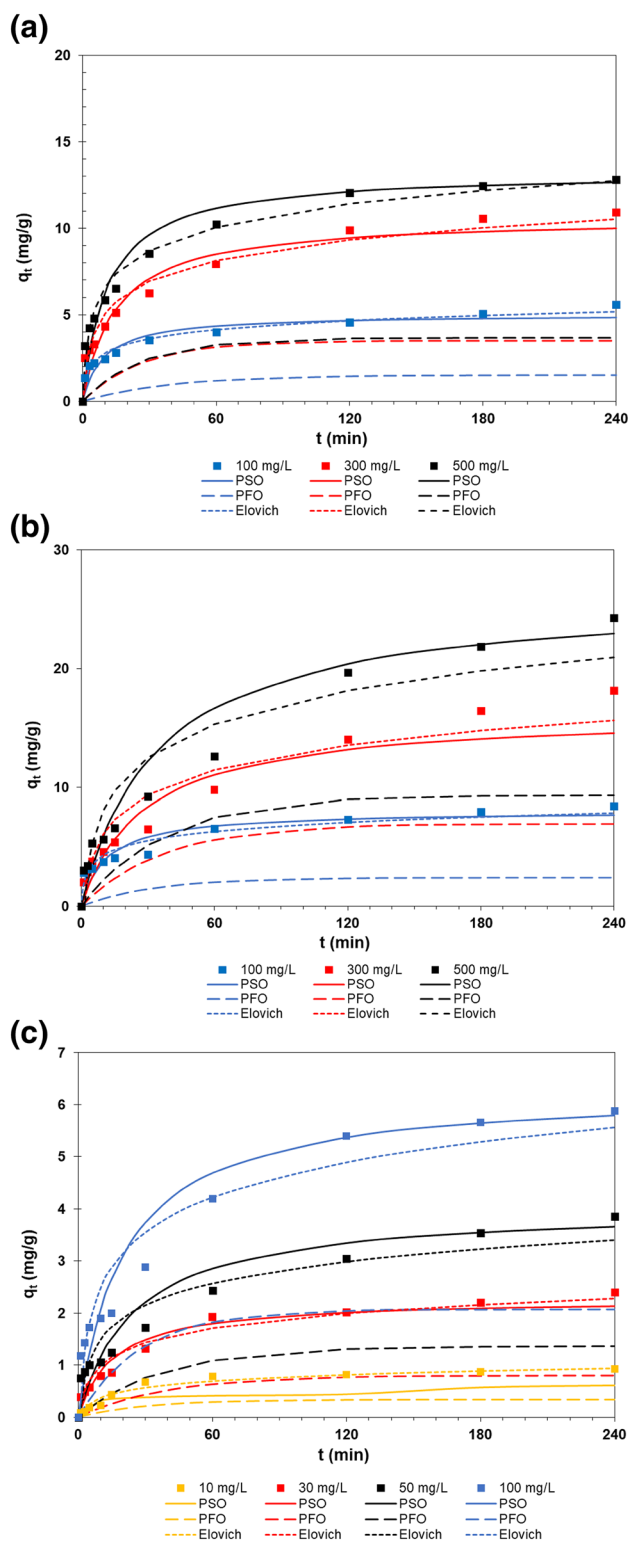 (a)
20
15
10
5
0
0 60 120 180 240
qt (mg/g)
t (min)
100 mg/L 300 mg/L 500 mg/L
PSO PSO PSO
PFO PFO PFO
Elovich Elovich Elovich
(b)
30
20
10
0
0 60 120 180 240
qt (mg/g)
t (min)
100 mg/L 300 mg/L 500 mg/L
PSO PSO PSO
PFO PFO PFO
Elovich Elovich Elovich
(c)
7
6
5
4
3
2
1
0
0 60 120 180 240
qt (mg/g)
t (min)
10 mg/L 30 mg/L 50 mg/L 100 mg/L
PSO PSO PSO PSO
PFO PFO PFO PFO
Elovich Elovich Elovich Elovich